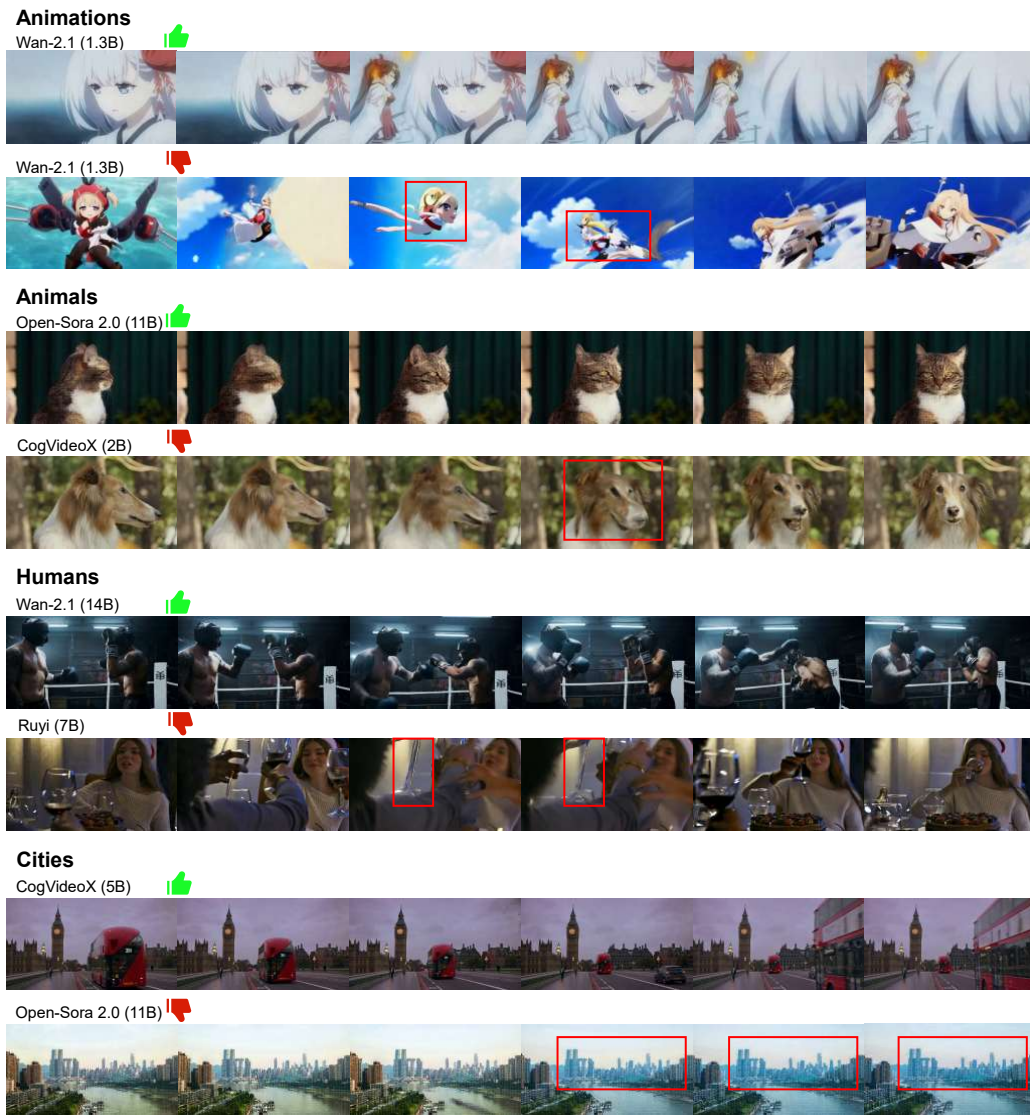 Animations
Wan-2.1 (1.3B)
Wan-2.1 (1.3B)
Animals
Open-Sora 2.0 (11B)
CogVideoX (2B)
Humans
Wan-2.1 (14B)
Ruyi (7B)
Cities
CogVideoX (5B)
Open-Sora 2.0 (11B)